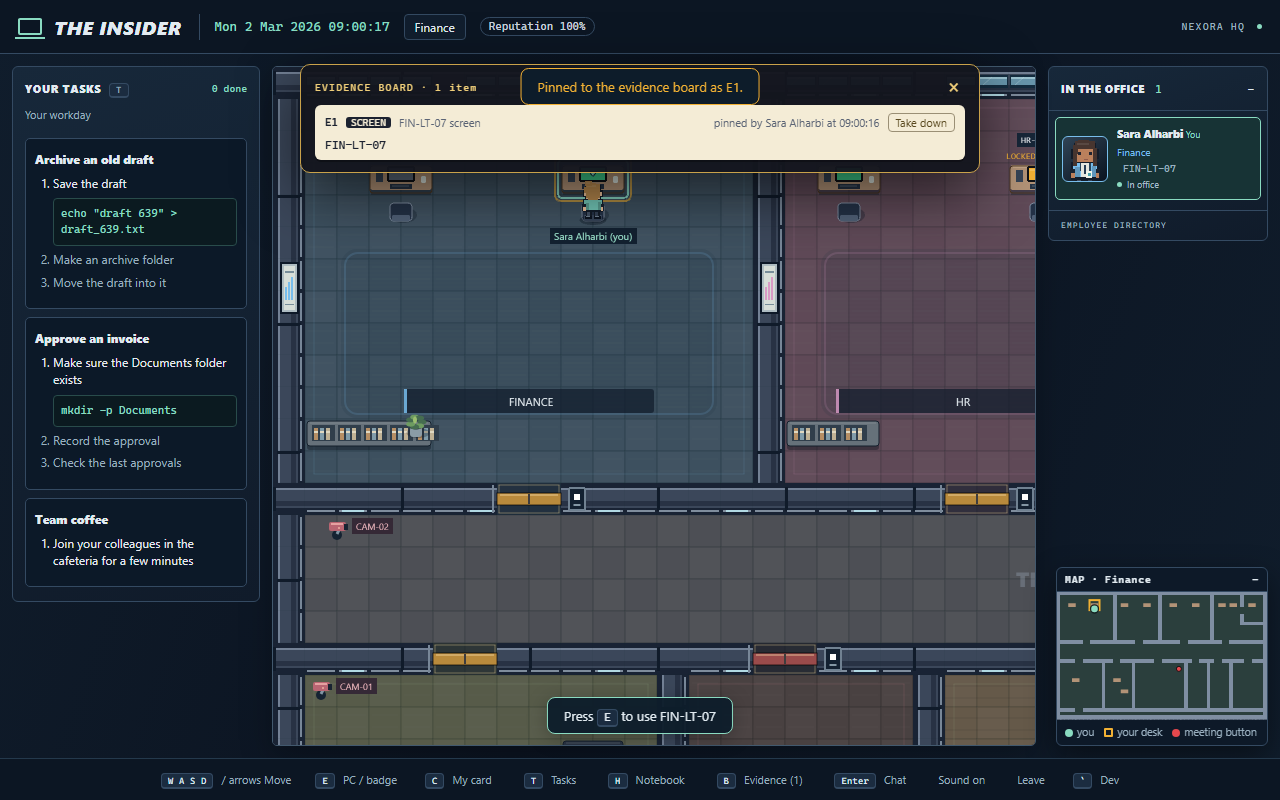 THE INSIDER
Mon 2 Mar 2026 09:00:17
Finance
Reputation 100%
NEXORA HQ
YOUR TASKS T
0 done
Your workday
Archive an old draft
1. Save the draft
echo "draft 639" >
draft_639.txt
2. Make an archive folder
3. Move the draft into it
Approve an invoice
1. Make sure the Documents folder
exists
mkdir -p Documents
2. Record the approval
3. Check the last approvals
Team coffee
1. Join your colleagues in the
cafeteria for a few minutes
EVIDENCE BOARD · 1 item
Pinned to the evidence board as E1.
×
E1 SCREEN FIN-LT-07 screen
pinned by Sara Alharbi at 09:00:16
Take down
FIN-LT-07
HR-
LOCKED
Sara Alharbi (you)
FINANCE
HR
CAM-02
CAM-01
Press E to use FIN-LT-07
IN THE OFFICE 1
−
Sara Alharbi You
Finance
FIN-LT-07
In office
EMPLOYEE DIRECTORY
MAP · Finance
−
you
your desk
meeting button
W A S D / arrows Move
E PC / badge
C My card
T Tasks
H Notebook
B Evidence (1)
Enter Chat
Sound on
Leave
` Dev